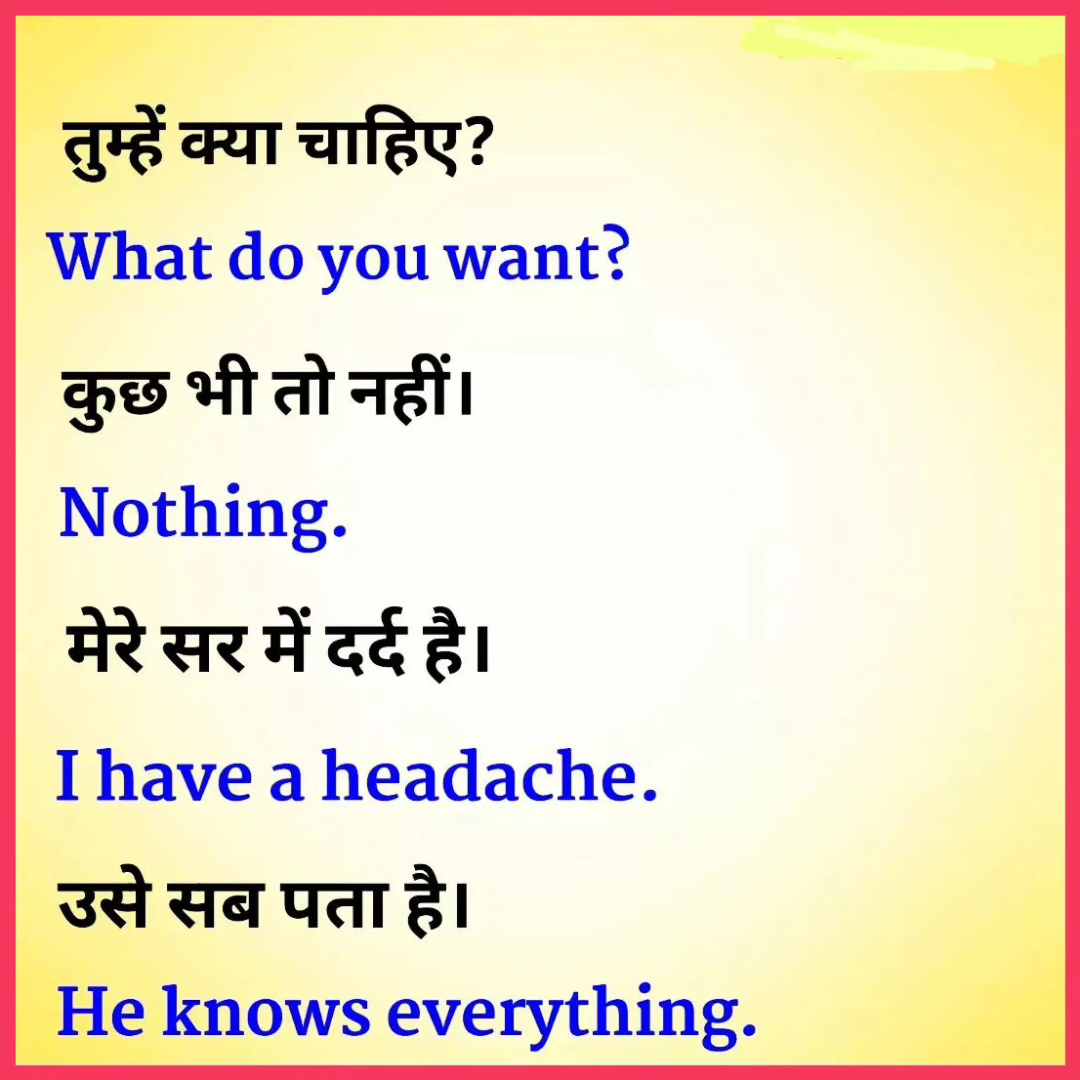 तुम्हें क्या चाहिए?
What do you want?
कुछ भी तो नहीं।
Nothing.
मेरे सर में दर्द है।
I have a headache.
उसे सब पता है।
He knows everything.